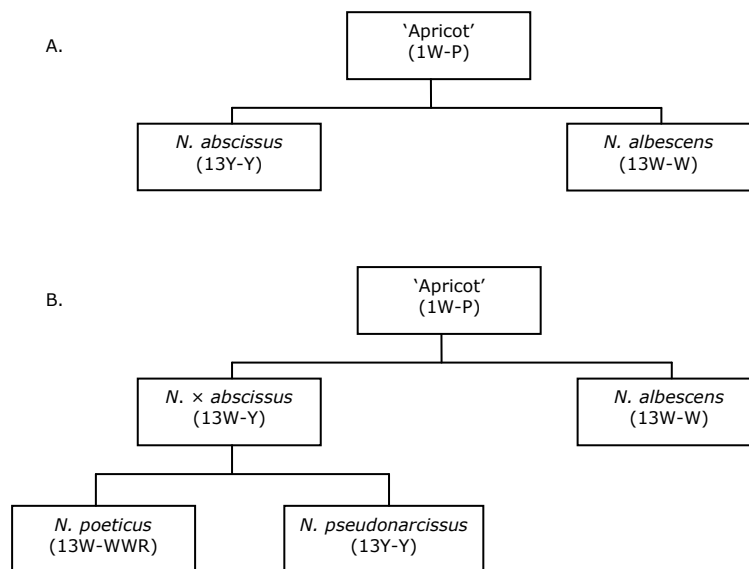 A.
‘Apricot’
(1W-P)
N. abscissus
(13Y-Y)
N. albescens
(13W-W)
B.
‘Apricot’
(1W-P)
N. × abscissus
(13W-Y)
N. albescens
(13W-W)
N. poeticus
(13W-WWR)
N. pseudonarcissus
(13Y-Y)